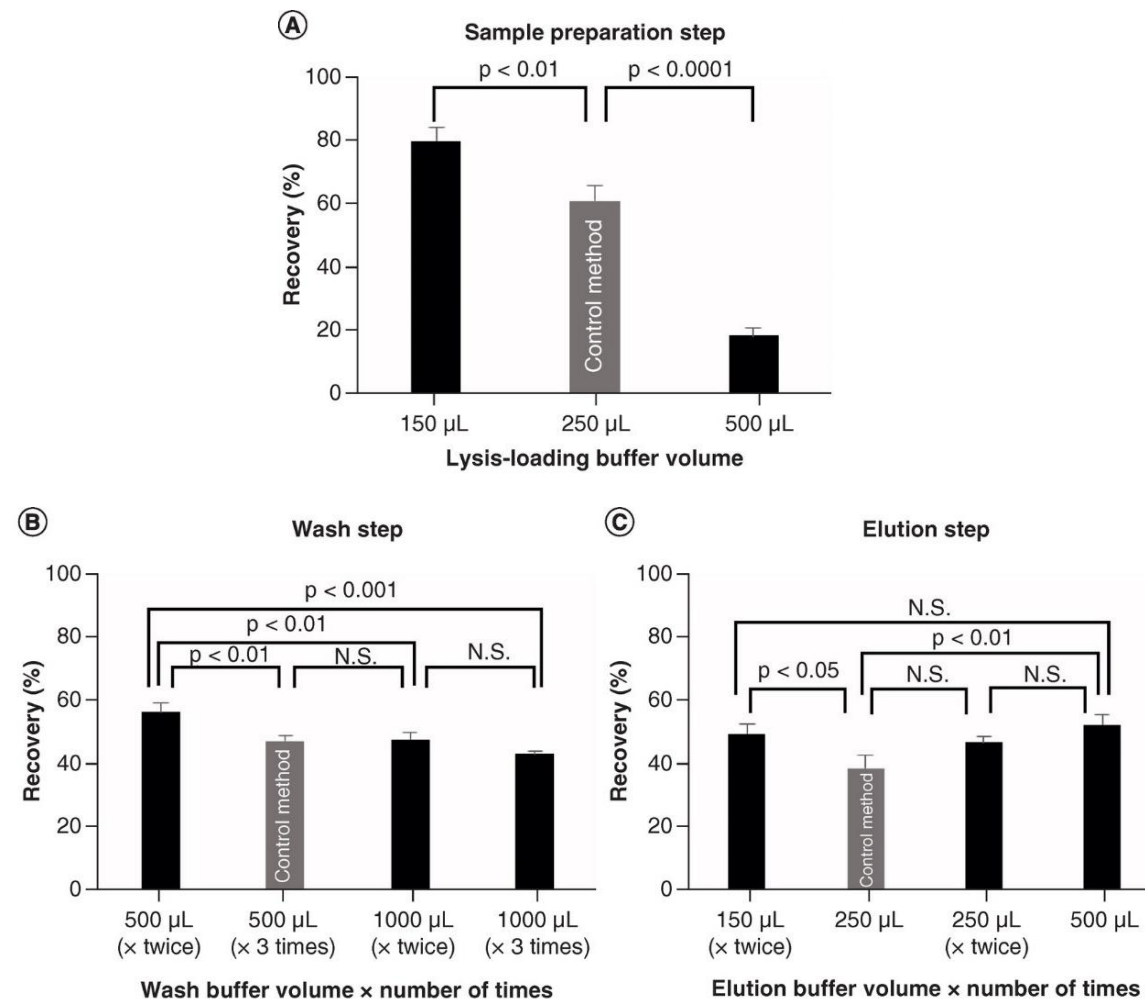 A
Sample preparation step
p < 0.01
p < 0.0001
Recovery (%)
100
80
60
40
20
0
Control method
150 µL
250 µL
500 µL
Lysis-loading buffer volume
B
Wash step
p < 0.001
p < 0.01
p < 0.01
N.S.
N.S.
Recovery (%)
100
80
60
40
20
0
Control method
500 µL
(× twice)
500 µL
(× 3 times)
1000 µL
(× twice)
1000 µL
(× 3 times)
Wash buffer volume × number of times
C
Elution step
N.S.
p < 0.01
p < 0.05
N.S.
N.S.
Recovery (%)
100
80
60
40
20
0
Control method
150 µL
(× twice)
250 µL
250 µL
(× twice)
500 µL
Elution buffer volume × number of times